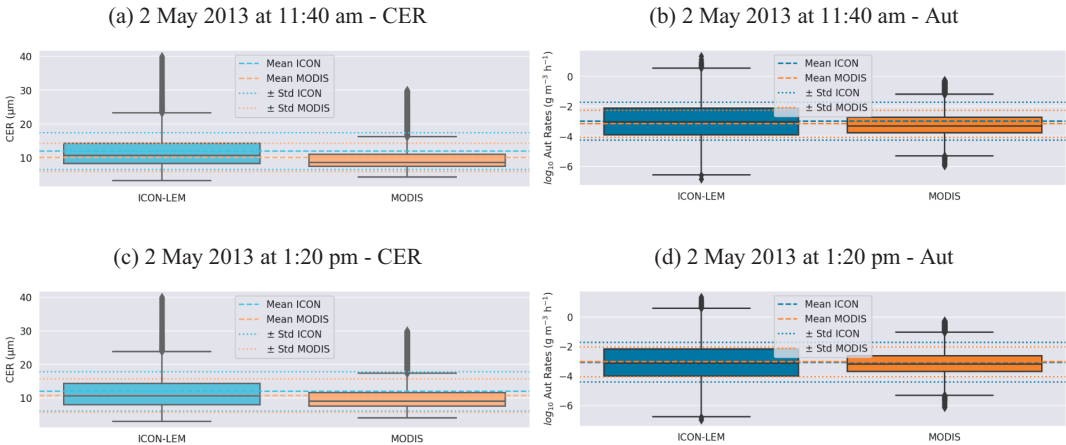 (a) 2 May 2013 at 11:40 am - CER
40
30
20
10
CER (μm)
Mean ICON
Mean MODIS
± Std ICON
± Std MODIS
ICON-LEM
MODIS
(b) 2 May 2013 at 11:40 am - Aut
0
−2
−4
−6
log₁₀ Aut Rates (g m⁻³ h⁻¹)
Mean ICON
Mean MODIS
± Std ICON
± Std MODIS
ICON-LEM
MODIS
(c) 2 May 2013 at 1:20 pm - CER
40
30
20
10
CER (μm)
Mean ICON
Mean MODIS
± Std ICON
± Std MODIS
ICON-LEM
MODIS
(d) 2 May 2013 at 1:20 pm - Aut
0
−2
−4
−6
log₁₀ Aut Rates (g m⁻³ h⁻¹)
Mean ICON
Mean MODIS
± Std ICON
± Std MODIS
ICON-LEM
MODIS